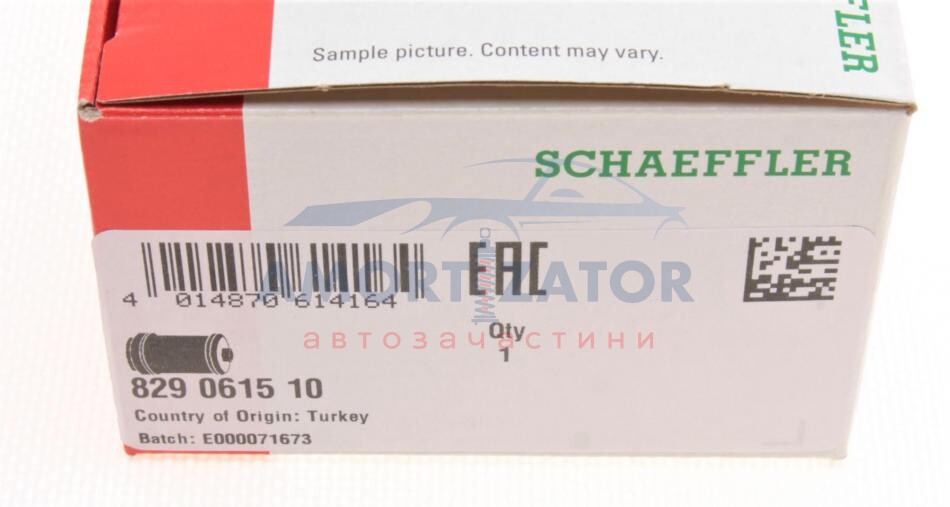 Sample picture. Content may vary.
FLER
SCHAEFFLER
4 014870 614164
EAC
AMORTIZATOR
автозапчастини
Qty
1
829 0615 10
Country of Origin: Turkey
Batch: E000071673